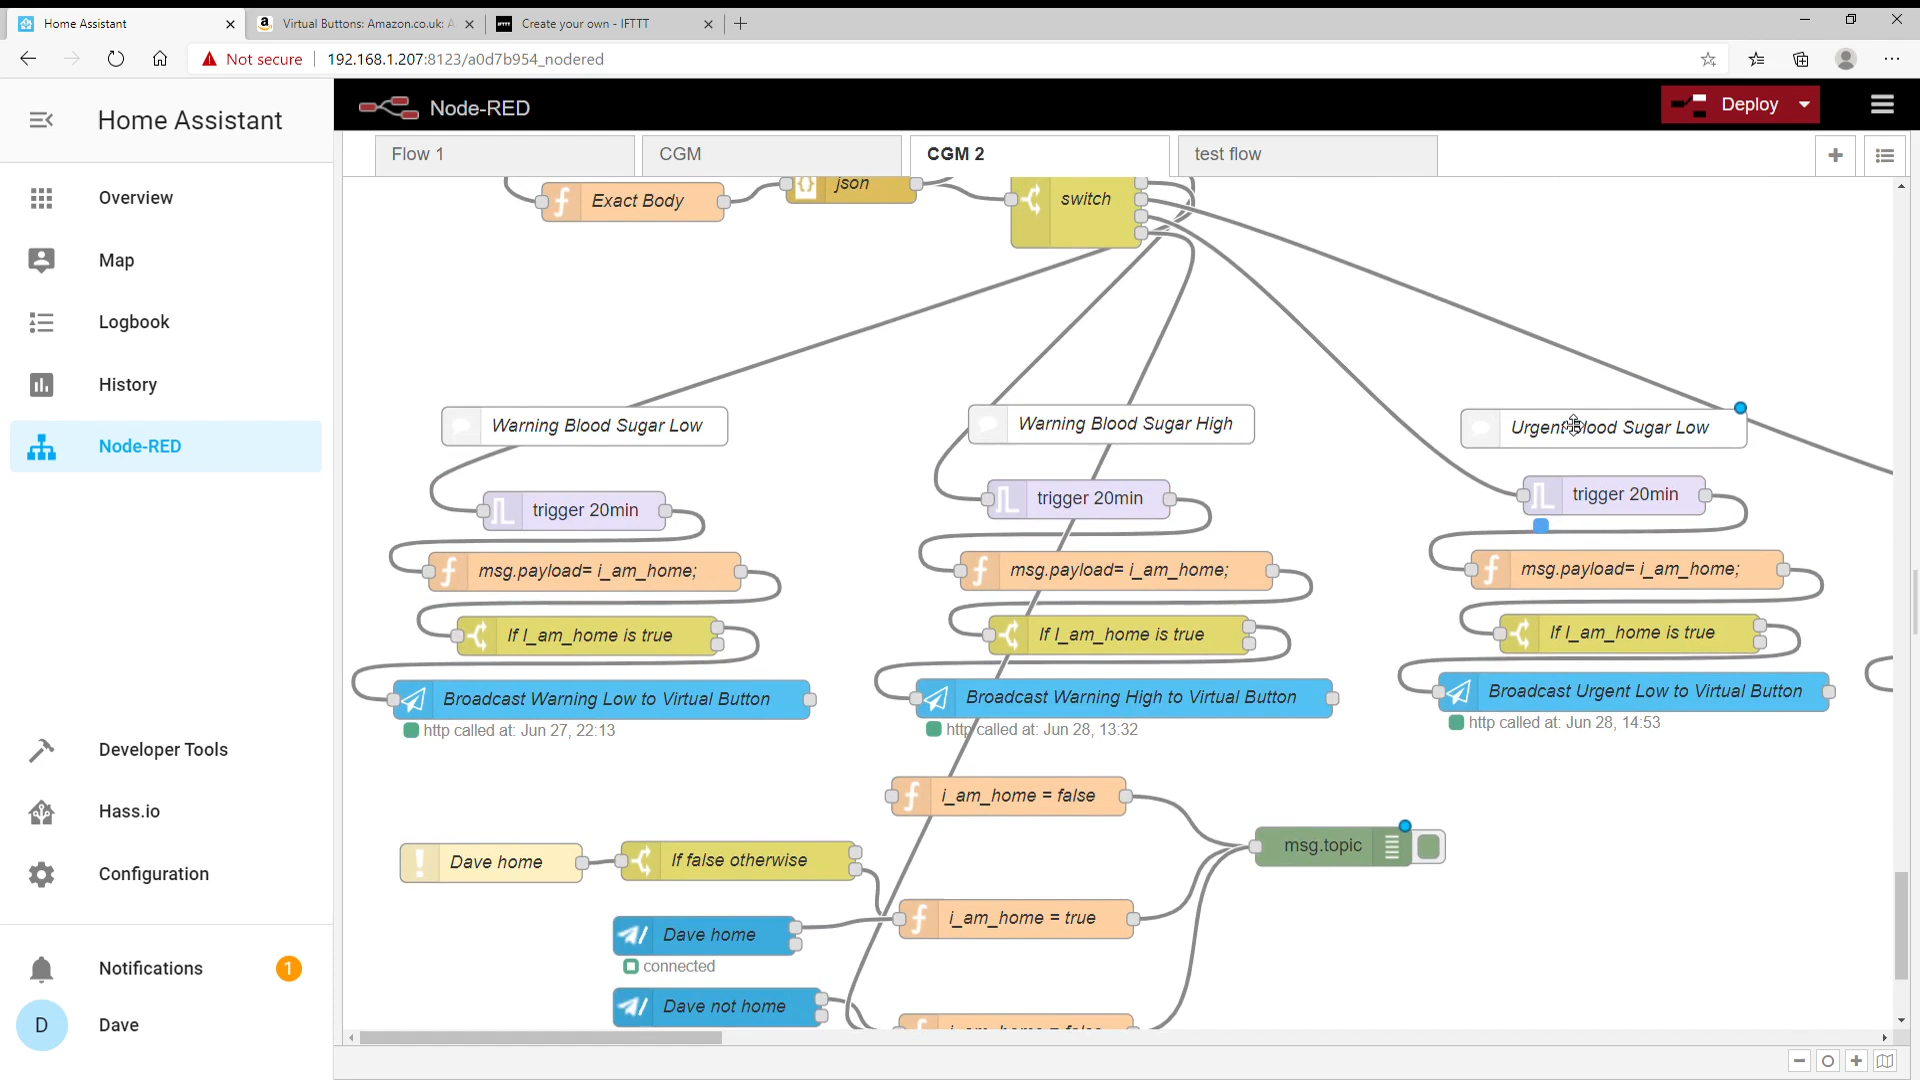 Home Assistant
Virtual Buttons: Amazon.co.uk: A
Create your own - IFTTT
Not secure
192.168.1.207:8123/a0d7b954_nodered
Home Assistant
Node-RED
Deploy
Flow 1
CGM
CGM 2
test flow
Overview
Map
Logbook
History
Node-RED
Developer Tools
Hass.io
Configuration
Notifications
1
D
Dave
Exact Body
json
switch
Warning Blood Sugar Low
Warning Blood Sugar High
Urgent Blood Sugar Low
trigger 20min
trigger 20min
trigger 20min
msg.payload= i_am_home;
msg.payload= i_am_home;
msg.payload= i_am_home;
If I_am_home is true
If I_am_home is true
If I_am_home is true
Broadcast Warning Low to Virtual Button
Broadcast Warning High to Virtual Button
Broadcast Urgent Low to Virtual Button
http called at: Jun 27, 22:13
http called at: Jun 28, 13:32
http called at: Jun 28, 14:53
i_am_home = false
Dave home
If false otherwise
msg.topic
i_am_home = true
Dave home
connected
Dave not home
i_am_home = false